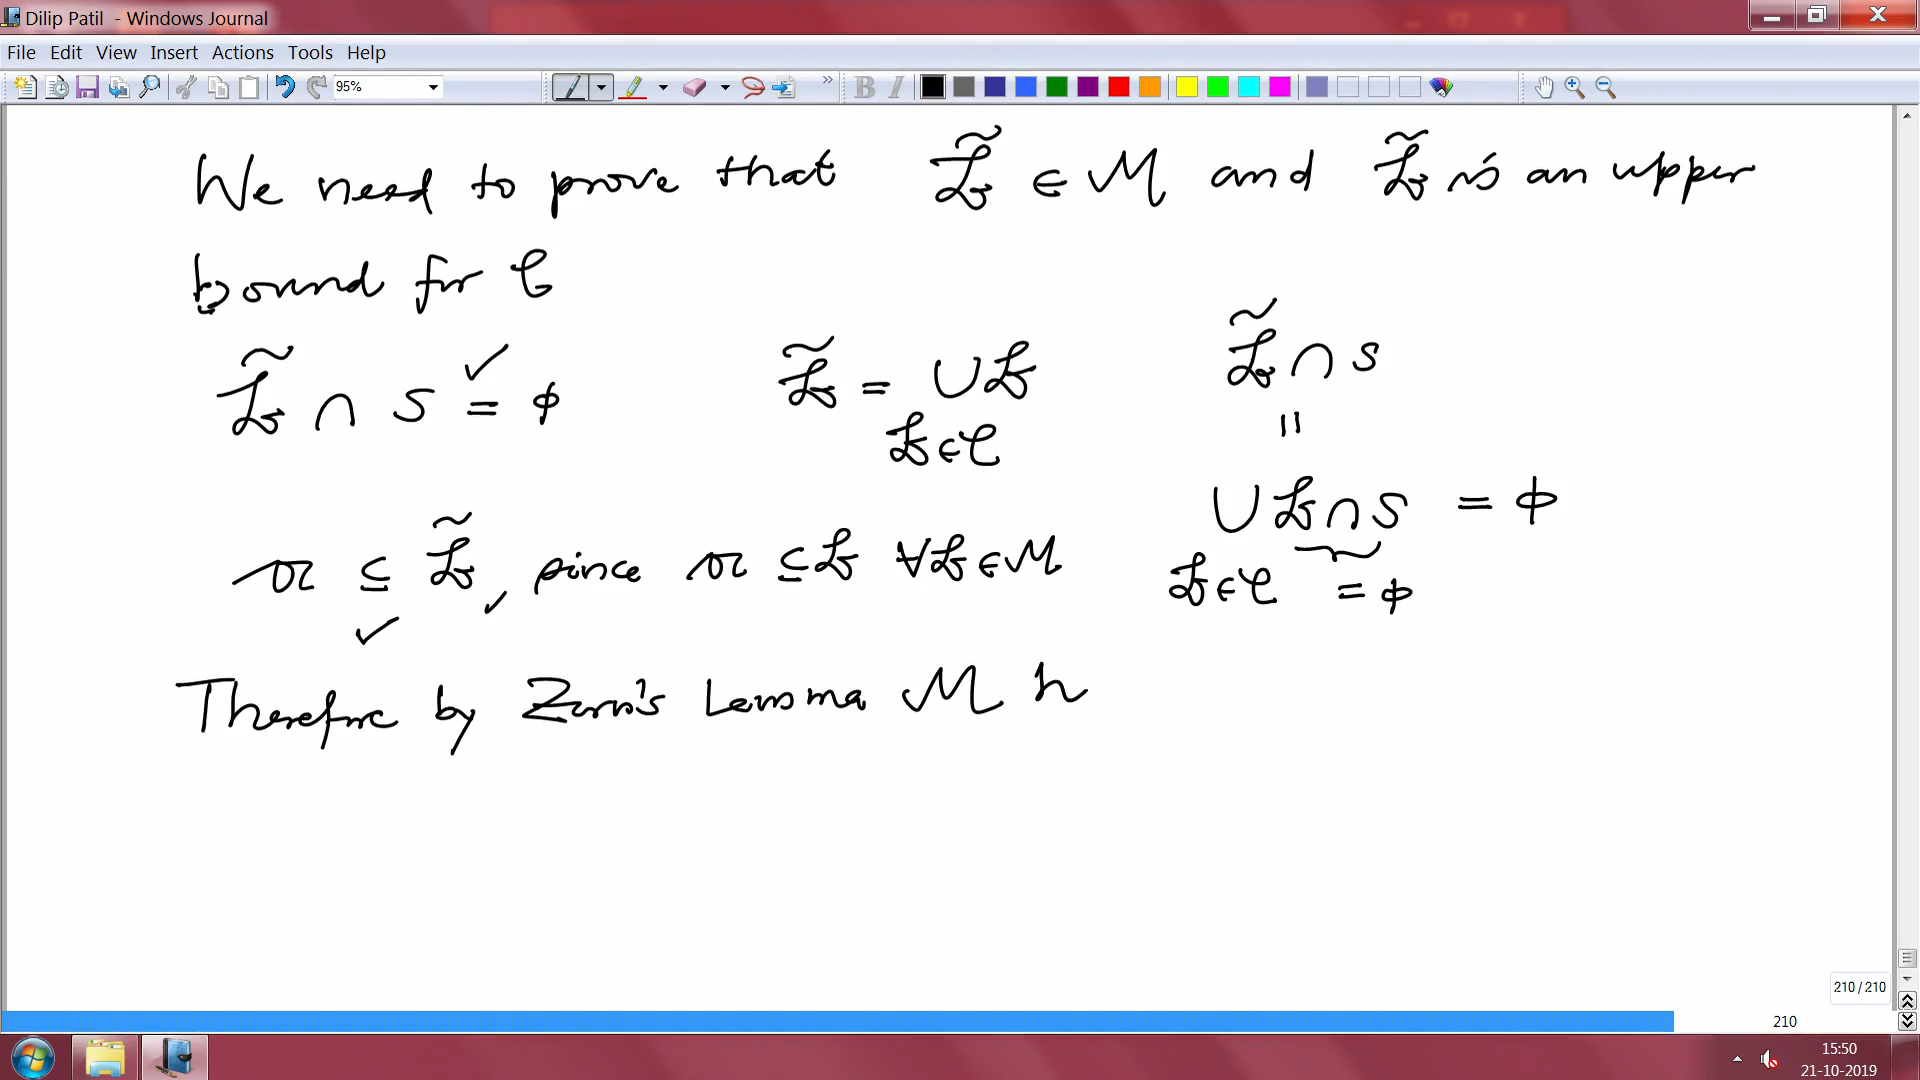 Dilip Patil - Windows Journal
File Edit View Insert Actions Tools Help
95%
We need to prove that 𝔟̃ ∈ ℳ and 𝔟̃ is an upper
bound for 𝒞
𝔟̃ ∩ S = ϕ ✓
𝔟̃ = ∪𝔟
𝔟∈𝒞
𝔟̃ ∩ S
||
∪ 𝔟∩S = ϕ
𝔟∈𝒞 = ϕ
𝔞 ⊆ 𝔟̃, since 𝔞 ⊆ 𝔟 ∀𝔟∈ℳ
✓ ✓
Therefore by Zorn's Lemma ℳ h
210 / 210
210
15:50
21-10-2019